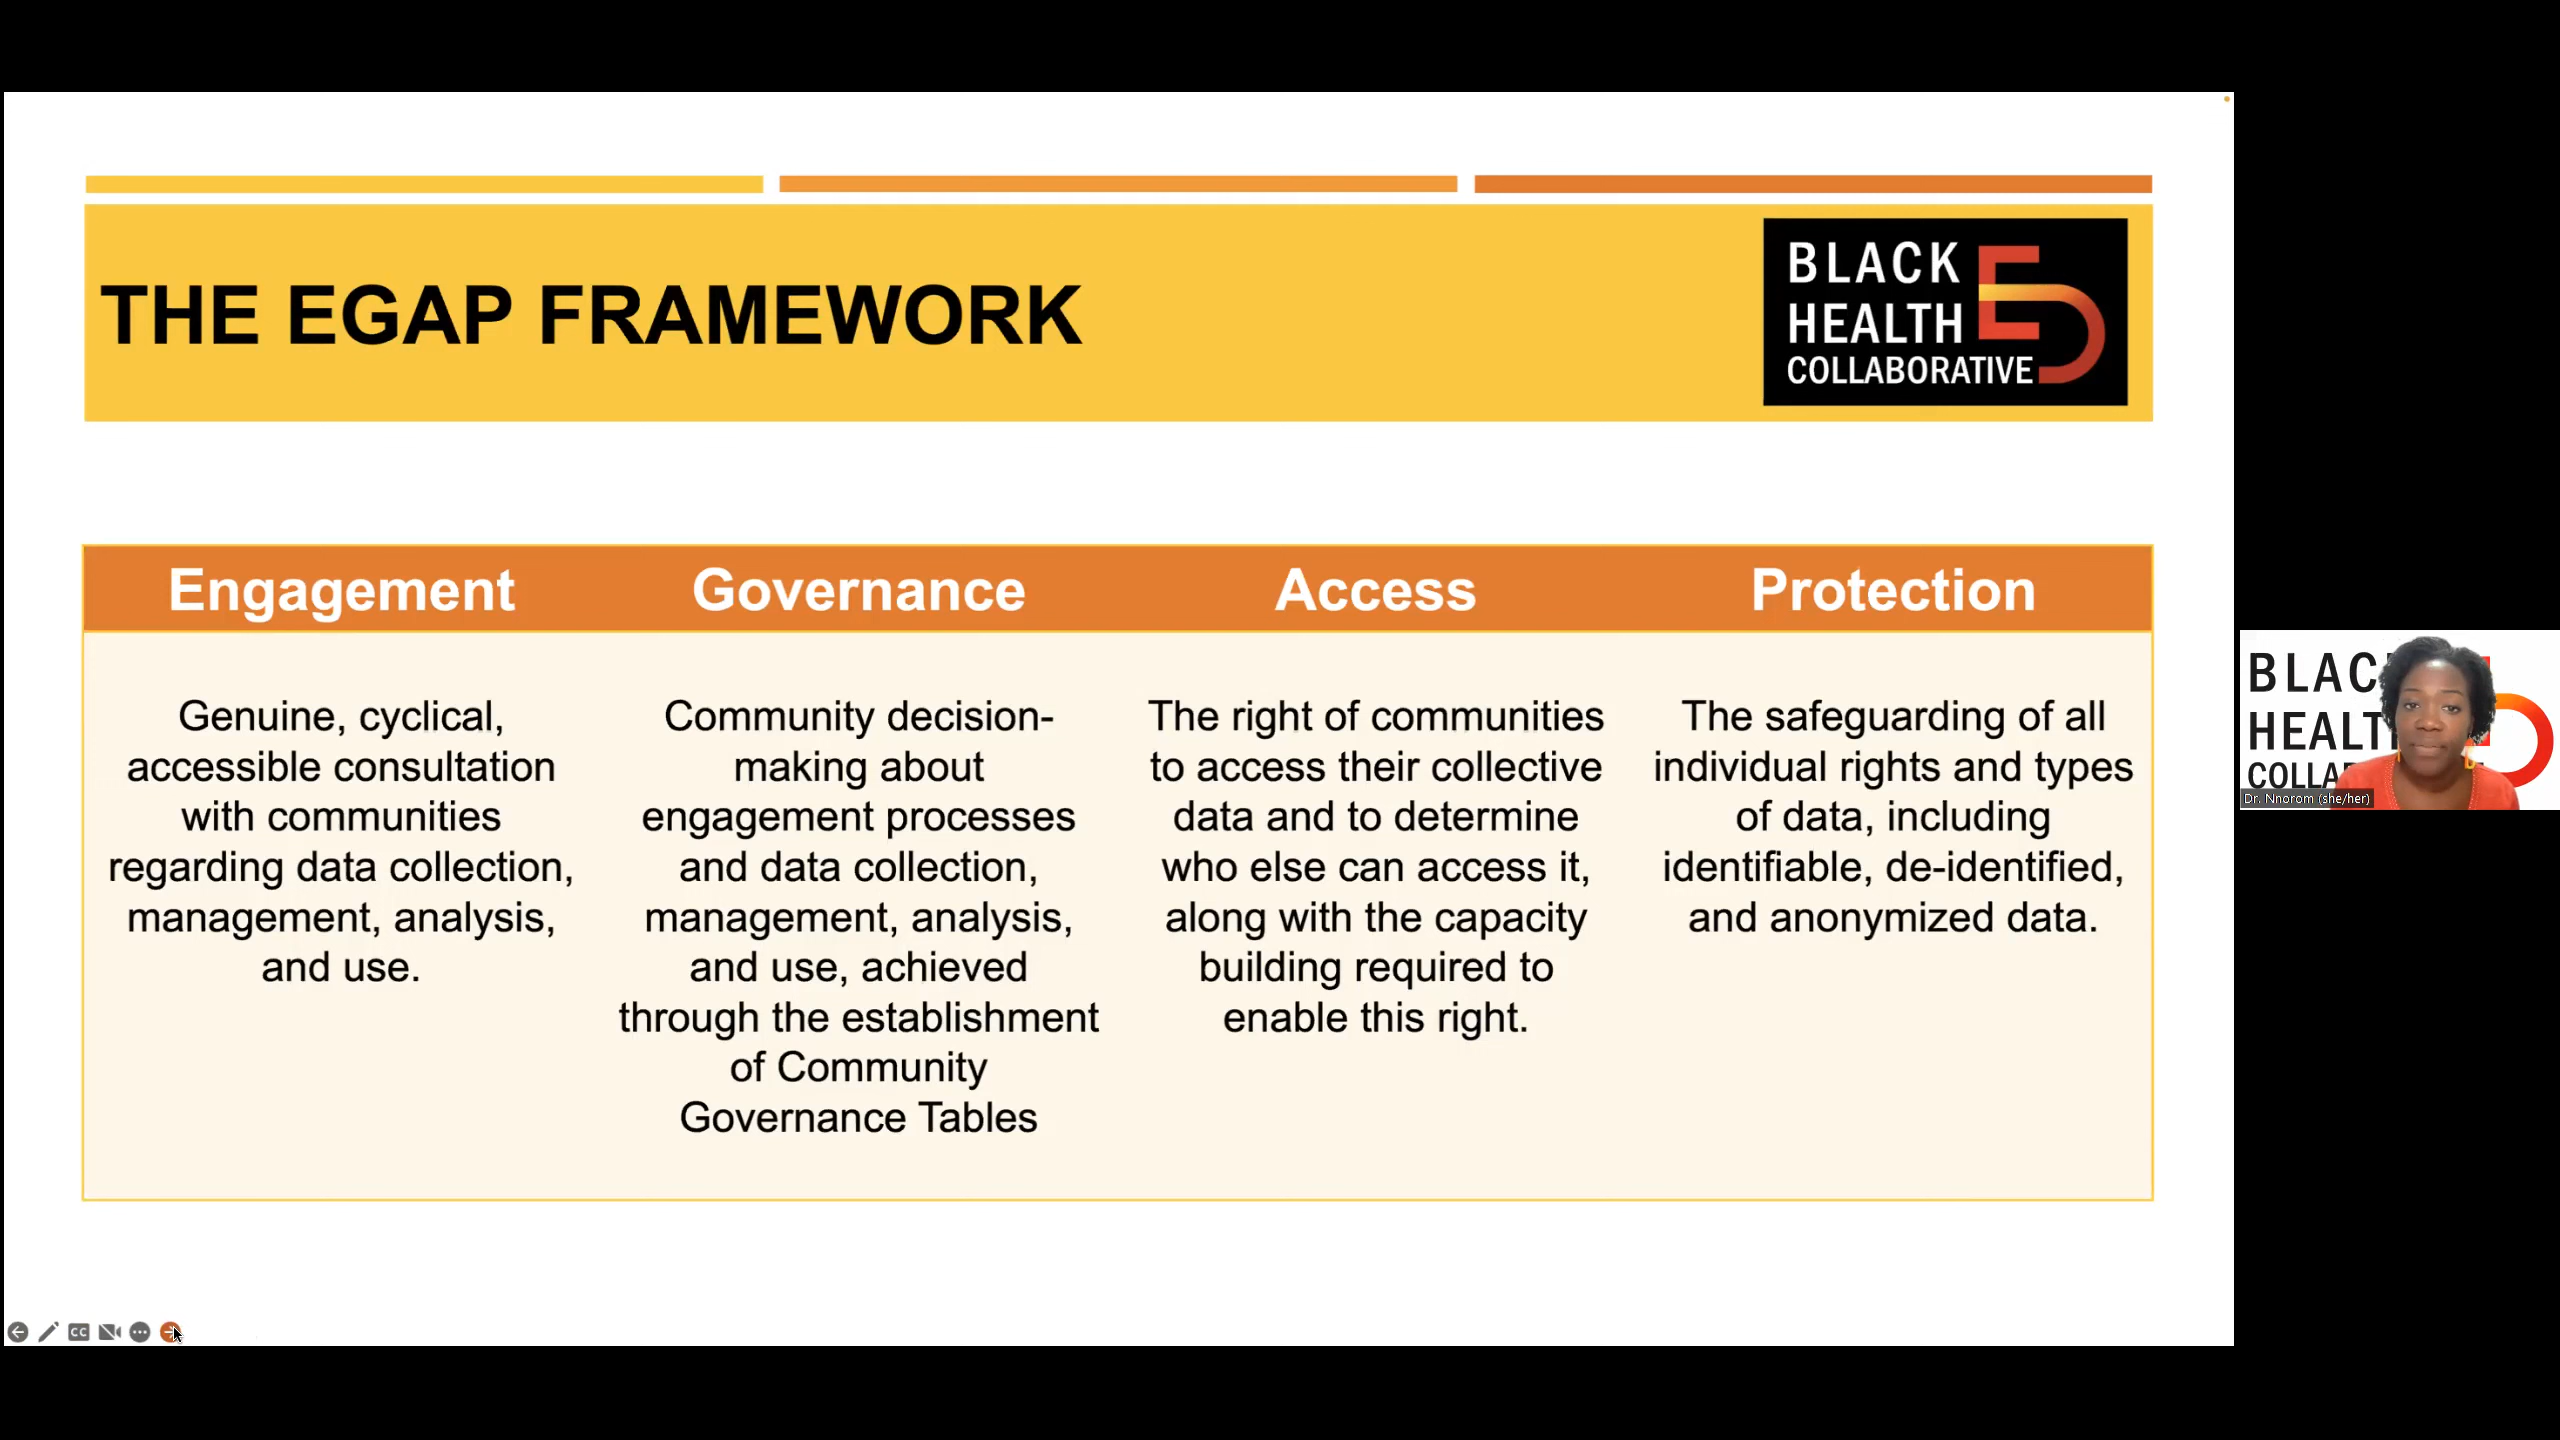 THE EGAP FRAMEWORK
BLACK
HEALTH
COLLABORATIVE
Engagement
Genuine, cyclical,
accessible consultation
with communities
regarding data collection,
management, analysis,
and use.
Governance
Community decision-
making about
engagement processes
and data collection,
management, analysis,
and use, achieved
through the establishment
of Community
Governance Tables
Access
The right of communities
to access their collective
data and to determine
who else can access it,
along with the capacity
building required to
enable this right.
Protection
The safeguarding of all
individual rights and types
of data, including
identifiable, de-identified,
and anonymized data.
CC
BLAC
HEALT
COLLA
Dr. Nnorom (she/her)